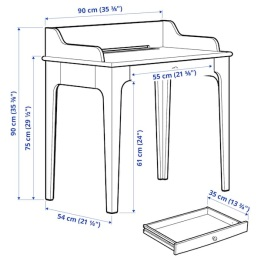 90 cm (35 ⅜")
55 cm (21 ⅝")
90 cm (35 ⅜")
75 cm (29 ½")
61 cm (24")
54 cm (21 ¼")
35 cm (13 ¾")